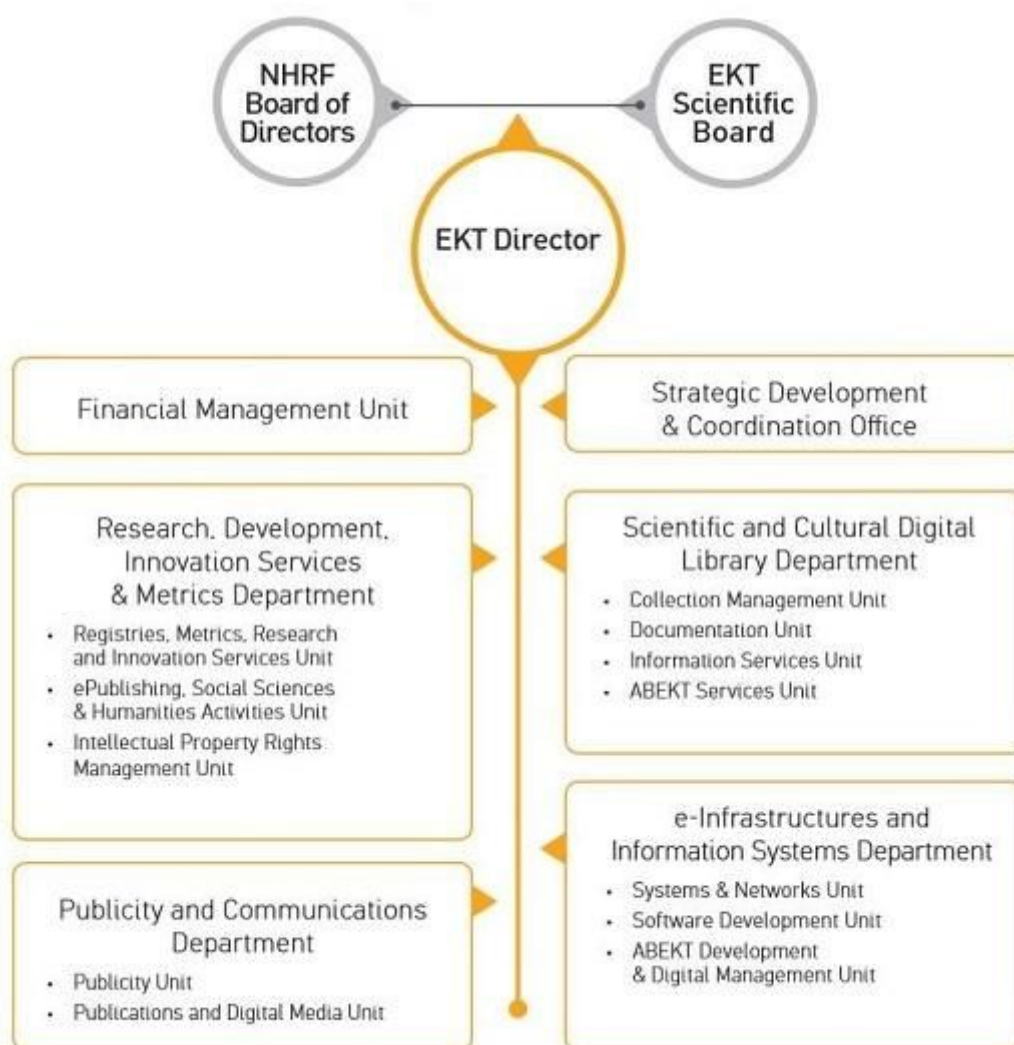 NHRF
Board of
Directors
EKT
Scientific
Board
EKT Director
Financial Management Unit
Strategic Development
& Coordination Office
Research, Development,
Innovation Services
& Metrics Department
• Registries, Metrics, Research
and Innovation Services Unit
• ePublishing, Social Sciences
& Humanities Activities Unit
• Intellectual Property Rights
Management Unit
Scientific and Cultural Digital
Library Department
• Collection Management Unit
• Documentation Unit
• Information Services Unit
• ABEKT Services Unit
Publicity and Communications
Department
• Publicity Unit
• Publications and Digital Media Unit
e-Infrastructures and
Information Systems Department
• Systems & Networks Unit
• Software Development Unit
• ABEKT Development
& Digital Management Unit